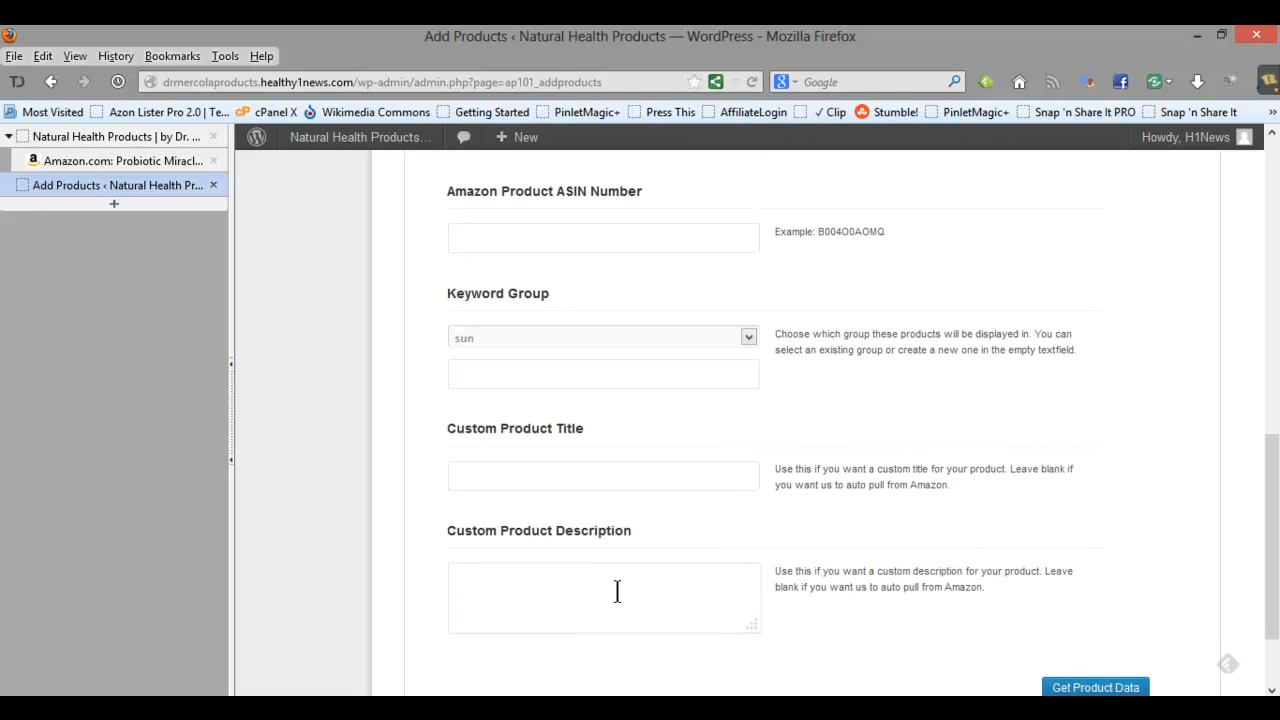 Add Products ‹ Natural Health Products — WordPress - Mozilla Firefox
File Edit View History Bookmarks Tools Help
drmercolaproducts.healthy1news.com/wp-admin/admin.php?page=ap101_addproducts
Google
Most Visited Azon Lister Pro 2.0 | Te... cPanel X Wikimedia Commons Getting Started PinletMagic+ Press This AffiliateLogin ✓ Clip Stumble! PinletMagic+ Snap 'n Share It PRO Snap 'n Share It »
Natural Health Products | by Dr. ...
Amazon.com: Probiotic Miracl...
Add Products ‹ Natural Health Pr...
Natural Health Products... New Howdy, H1News
Amazon Product ASIN Number
Example: B004O0AOMQ
Keyword Group
sun
Choose which group these products will be displayed in. You can
select an existing group or create a new one in the empty textfield.
Custom Product Title
Use this if you want a custom title for your product. Leave blank if
you want us to auto pull from Amazon.
Custom Product Description
Use this if you want a custom description for your product. Leave
blank if you want us to auto pull from Amazon.
Get Product Data